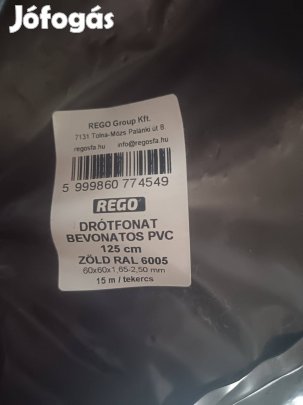 Jófogás
REGO Group Kft.
7131 Tolna-Mözs Palánki út 8.
regosfa.hu info@regosfa.hu
5 999860 774549
REGO
DRÓTFONAT
BEVONATOS PVC
125 cm
ZÖLD RAL 6005
60x60x1,65-2,50 mm
15 m / tekercs